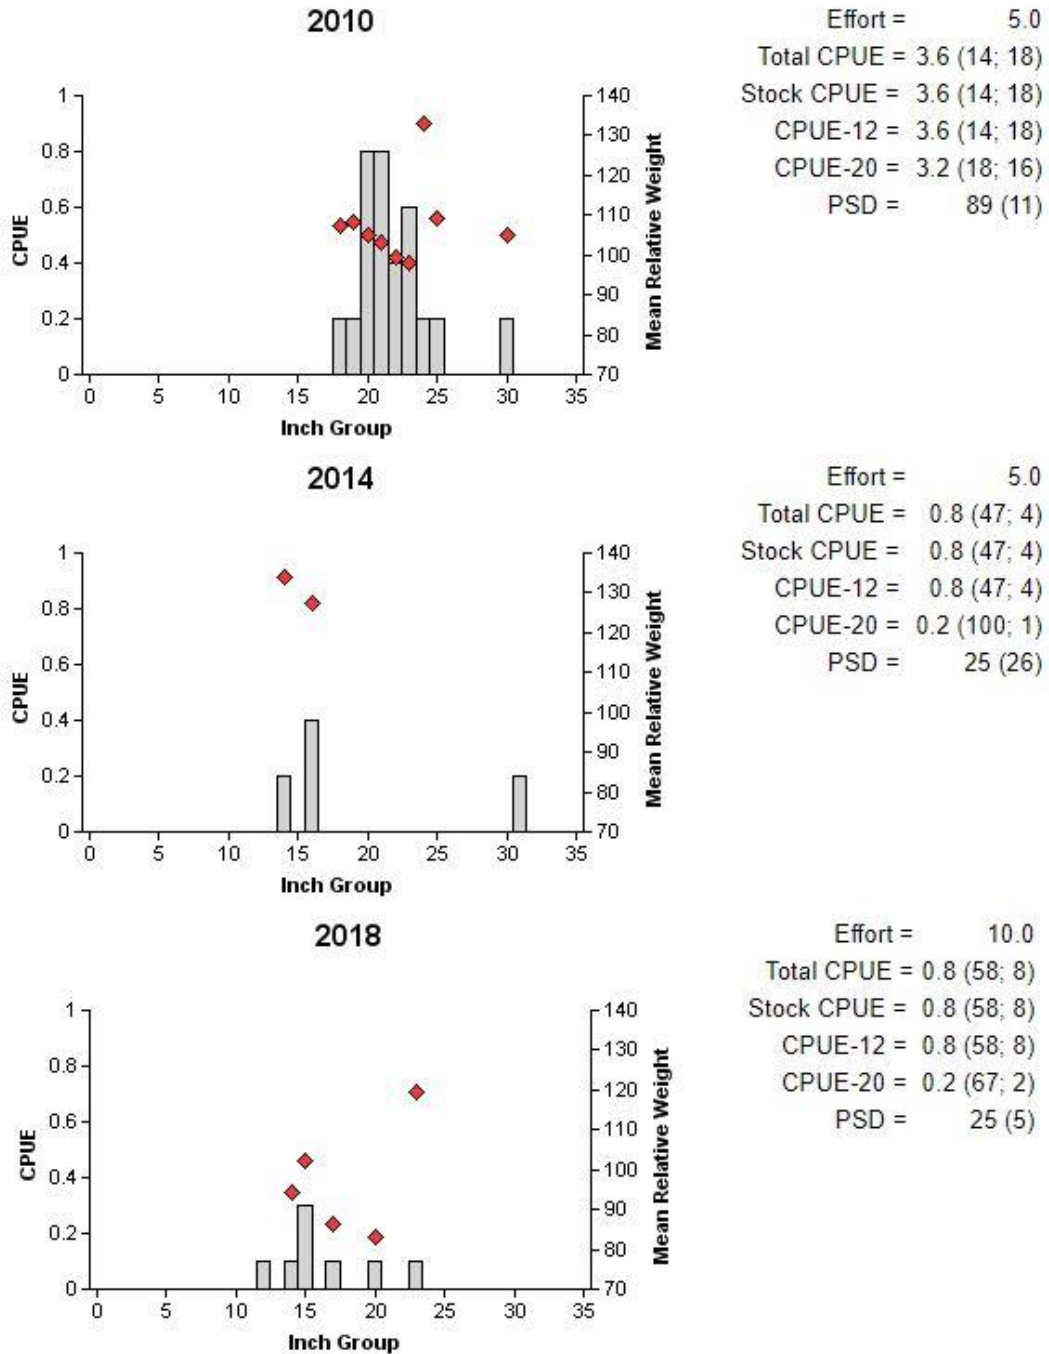 2010
Effort = 5.0
Total CPUE = 3.6 (14; 18)
Stock CPUE = 3.6 (14; 18)
CPUE-12 = 3.6 (14; 18)
CPUE-20 = 3.2 (18; 16)
PSD = 89 (11)
1
0.8
0.6
0.4
0.2
0
CPUE
140
130
120
110
100
90
80
70
Mean Relative Weight
0 5 10 15 20 25 30 35
Inch Group
2014
Effort = 5.0
Total CPUE = 0.8 (47; 4)
Stock CPUE = 0.8 (47; 4)
CPUE-12 = 0.8 (47; 4)
CPUE-20 = 0.2 (100; 1)
PSD = 25 (26)
1
0.8
0.6
0.4
0.2
0
CPUE
140
130
120
110
100
90
80
70
Mean Relative Weight
0 5 10 15 20 25 30 35
Inch Group
2018
Effort = 10.0
Total CPUE = 0.8 (58; 8)
Stock CPUE = 0.8 (58; 8)
CPUE-12 = 0.8 (58; 8)
CPUE-20 = 0.2 (67; 2)
PSD = 25 (5)
1
0.8
0.6
0.4
0.2
0
CPUE
140
130
120
110
100
90
80
70
Mean Relative Weight
0 5 10 15 20 25 30 35
Inch Group